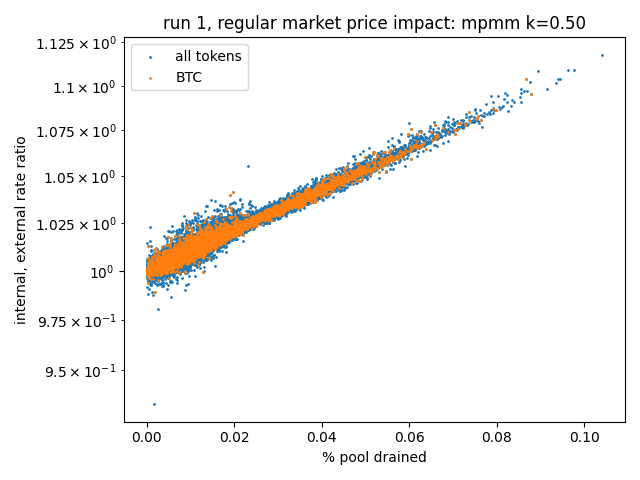 run 1, regular market price impact: mpmm k=0.50
all tokens
BTC
internal, external rate ratio
1.125 × 10⁰
1.1 × 10⁰
1.075 × 10⁰
1.05 × 10⁰
1.025 × 10⁰
10⁰
9.75 × 10⁻¹
9.5 × 10⁻¹
0.00 0.02 0.04 0.06 0.08 0.10
% pool drained